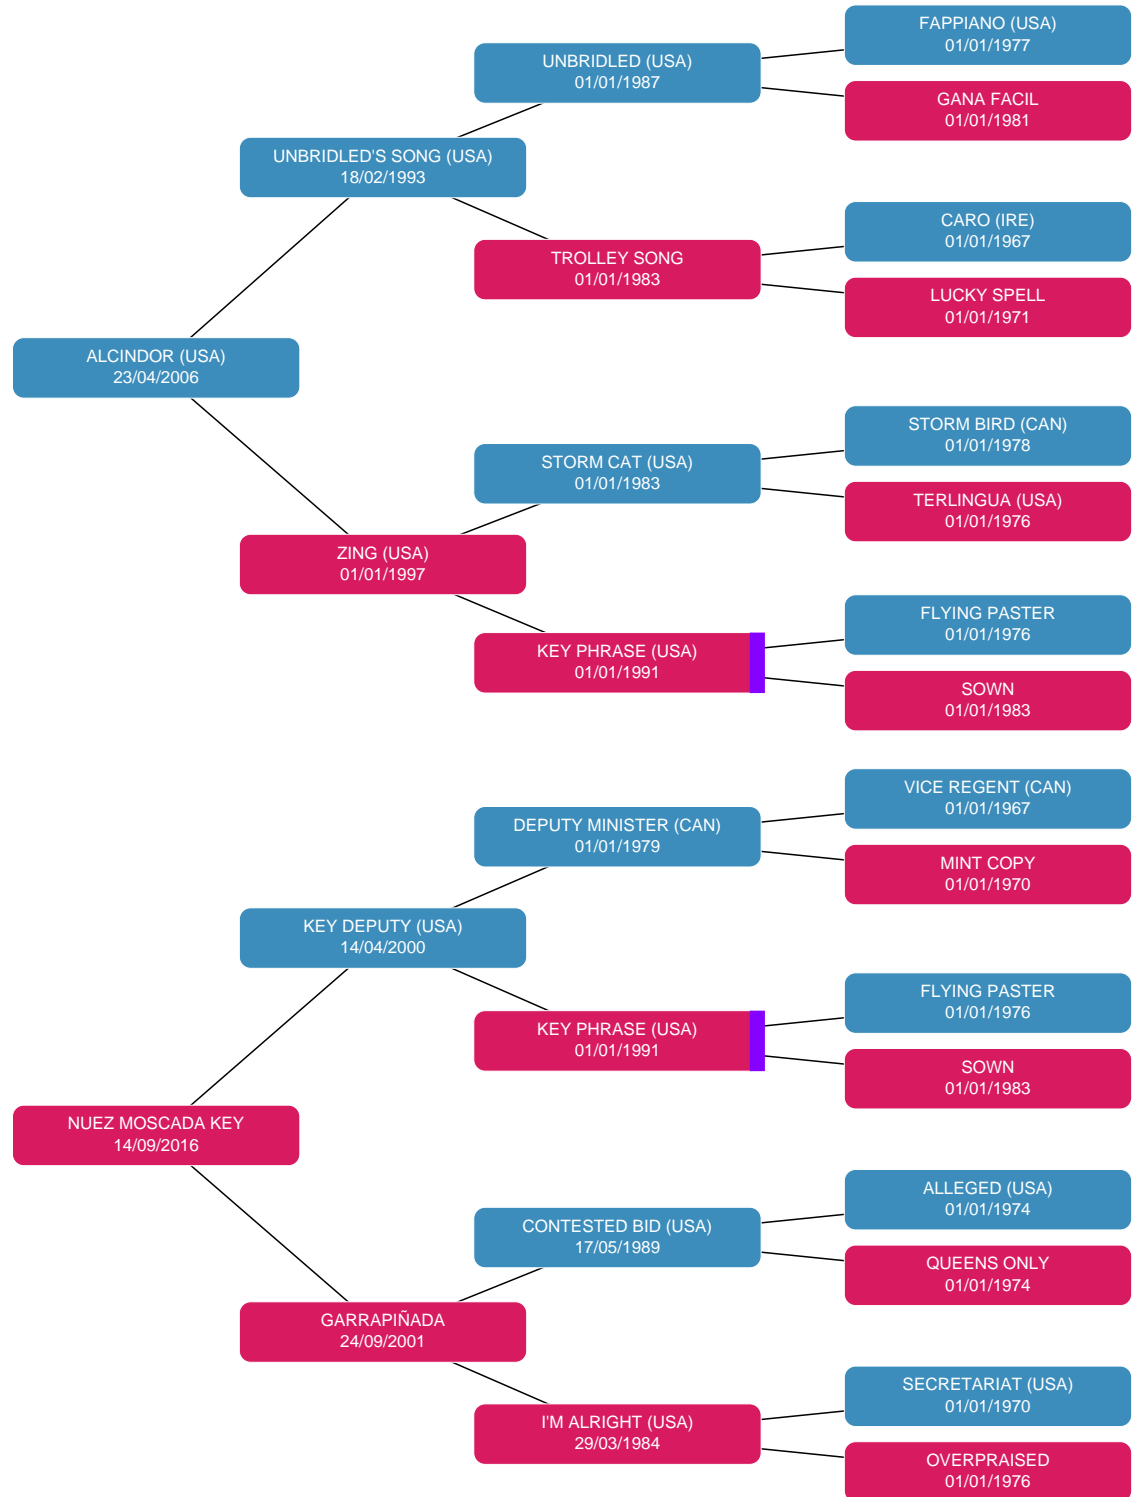 FAPPIANO (USA)
01/01/1977
UNBRIDLED (USA)
01/01/1987
GANA FACIL
01/01/1981
UNBRIDLED'S SONG (USA)
18/02/1993
CARO (IRE)
01/01/1967
TROLLEY SONG
01/01/1983
LUCKY SPELL
01/01/1971
ALCINDOR (USA)
23/04/2006
STORM BIRD (CAN)
01/01/1978
STORM CAT (USA)
01/01/1983
TERLINGUA (USA)
01/01/1976
ZING (USA)
01/01/1997
FLYING PASTER
01/01/1976
KEY PHRASE (USA)
01/01/1991
SOWN
01/01/1983
VICE REGENT (CAN)
01/01/1967
DEPUTY MINISTER (CAN)
01/01/1979
MINT COPY
01/01/1970
KEY DEPUTY (USA)
14/04/2000
FLYING PASTER
01/01/1976
KEY PHRASE (USA)
01/01/1991
SOWN
01/01/1983
NUEZ MOSCADA KEY
14/09/2016
ALLEGED (USA)
01/01/1974
CONTESTED BID (USA)
17/05/1989
QUEENS ONLY
01/01/1974
GARRAPIÑADA
24/09/2001
SECRETARIAT (USA)
01/01/1970
I'M ALRIGHT (USA)
29/03/1984
OVERPRAISED
01/01/1976